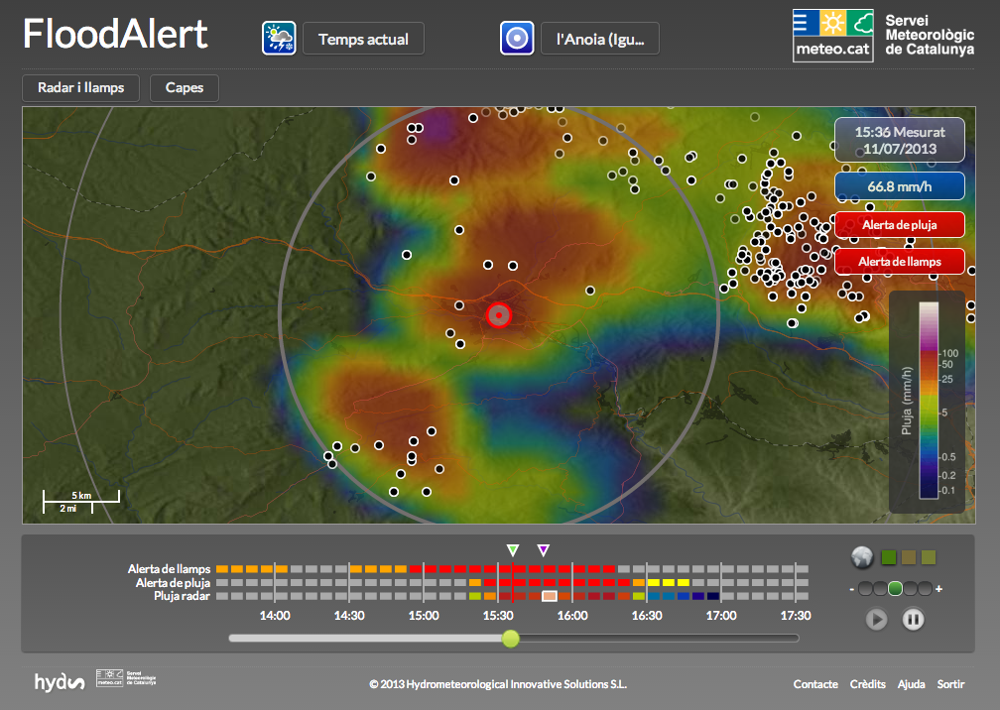 FloodAlert
Temps actual
l'Anoia (Igu...
meteo.cat
Servei
Meteorològic
de Catalunya
Radar i llamps
Capes
15:36 Mesurat
11/07/2013
66.8 mm/h
Alerta de pluja
Alerta de llamps
Pluja (mm/h)
100
50
25
5
0.5
0.2
0.1
5 km
2 mi
Alerta de llamps
Alerta de pluja
Pluja radar
14:00 14:30 15:00 15:30 16:00 16:30 17:00 17:30
- +
hyds
meteo.cat
Servei
Meteorològic
de Catalunya
© 2013 Hydrometeorological Innovative Solutions S.L.
Contacte Crèdits Ajuda Sortir